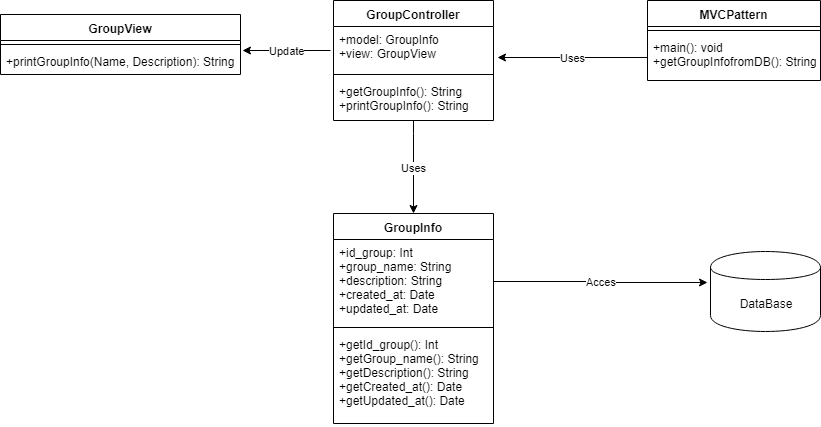 GroupView
+printGroupInfo(Name, Description): String
Update
GroupController
+model: GroupInfo
+view: GroupView
+getGroupInfo(): String
+printGroupInfo(): String
Uses
MVCPattern
+main(): void
+getGroupInfofromDB(): String
Uses
GroupInfo
+id_group: Int
+group_name: String
+description: String
+created_at: Date
+updated_at: Date
+getId_group(): Int
+getGroup_name(): String
+getDescription(): String
+getCreated_at(): Date
+getUpdated_at(): Date
Acces
DataBase